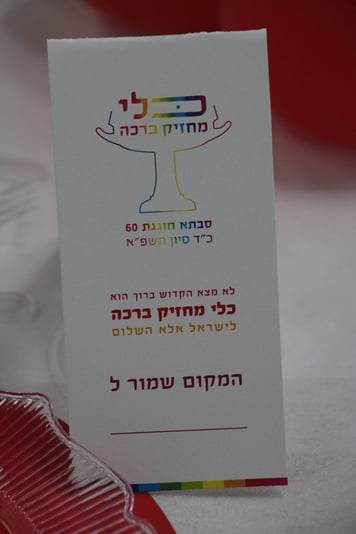 כלי
מחזיק ברכה
סבתא חוגגת 60
כ"ד סיון תשפ"א
לא מצא הקדוש ברוך הוא
כלי מחזיק ברכה
לישראל אלא השלום
המקום שמור ל